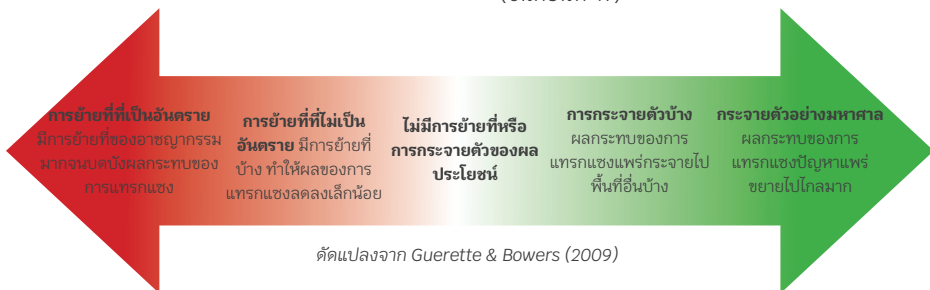 การย้ายที่ที่เป็นอันตราย
มีการย้ายที่ของอาชญากรรม
มากจนบดบังผลกระทบของ
การแทรกแซง
การย้ายที่ที่ไม่เป็น
อันตราย มีการย้ายที่
บ้าง ทำให้ผลของการ
แทรกแซงลดลงเล็กน้อย
ไม่มีการย้ายที่หรือ
การกระจายตัวของผล
ประโยชน์
การกระจายตัวบ้าง
ผลกระทบของการ
แทรกแซงแพร่กระจายไป
พื้นที่อื่นบ้าง
กระจายตัวอย่างมหาศาล
ผลกระทบของการ
แทรกแซงปัญหาแพร่
ขยายไปไกลมาก
ดัดแปลงจาก Guerette & Bowers (2009)